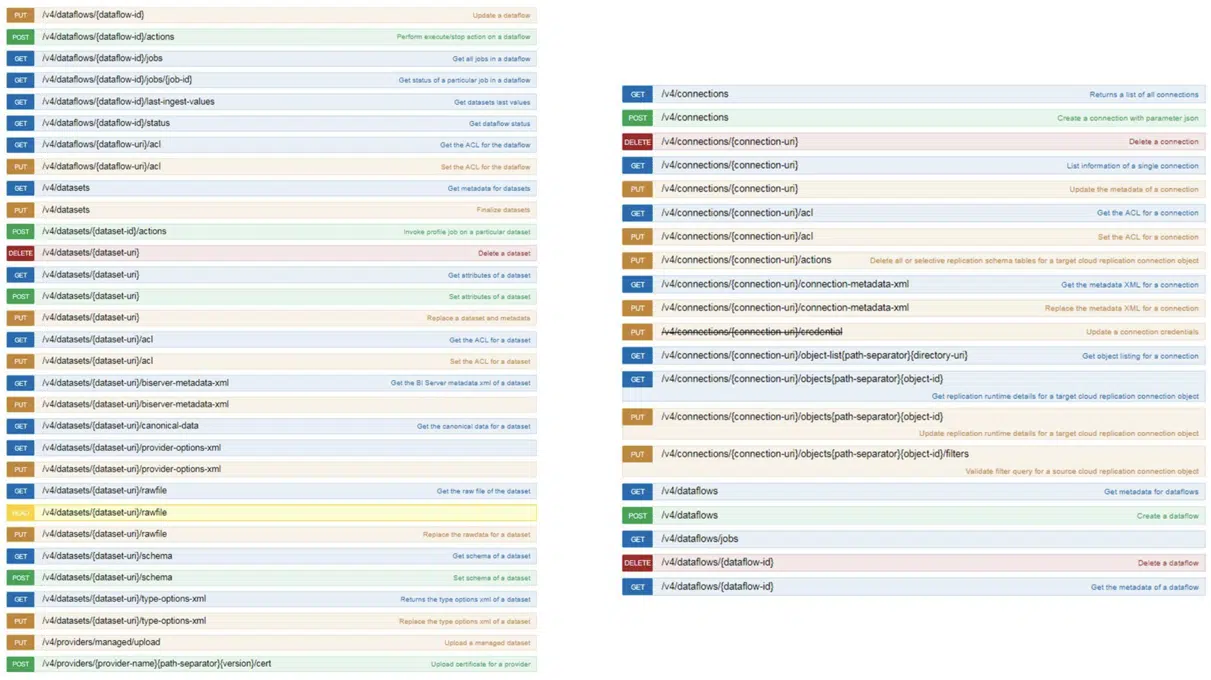 PUT /v4/dataflows/{dataflow-id} Update a dataflow
POST /v4/dataflows/{dataflow-id}/actions Perform execute/stop action on a dataflow
GET /v4/dataflows/{dataflow-id}/jobs Get all jobs in a dataflow
GET /v4/dataflows/{dataflow-id}/jobs/{job-id} Get status of a particular job in a dataflow
GET /v4/dataflows/{dataflow-id}/last-ingest-values Get datasets last values
GET /v4/dataflows/{dataflow-id}/status Get dataflow status
GET /v4/dataflows/{dataflow-uri}/acl Get the ACL for the dataflow
PUT /v4/dataflows/{dataflow-uri}/acl Set the ACL for the dataflow
GET /v4/datasets Get metadata for datasets
PUT /v4/datasets Finalize datasets
POST /v4/datasets/{dataset-id}/actions Invoke profile job on a particular dataset
DELETE /v4/datasets/{dataset-uri} Delete a dataset
GET /v4/datasets/{dataset-uri} Get attributes of a dataset
POST /v4/datasets/{dataset-uri} Set attributes of a dataset
PUT /v4/datasets/{dataset-uri} Replace a dataset and metadata
GET /v4/datasets/{dataset-uri}/acl Get the ACL for a dataset
PUT /v4/datasets/{dataset-uri}/acl Set the ACL for a dataset
GET /v4/datasets/{dataset-uri}/biserver-metadata-xml Get the BI Server metadata xml of a dataset
PUT /v4/datasets/{dataset-uri}/biserver-metadata-xml
GET /v4/datasets/{dataset-uri}/canonical-data Get the canonical data for a dataset
GET /v4/datasets/{dataset-uri}/provider-options-xml
PUT /v4/datasets/{dataset-uri}/provider-options-xml
GET /v4/datasets/{dataset-uri}/rawfile Get the raw file of the dataset
HEAD /v4/datasets/{dataset-uri}/rawfile
PUT /v4/datasets/{dataset-uri}/rawfile Replace the rawdata for a dataset
GET /v4/datasets/{dataset-uri}/schema Get schema of a dataset
POST /v4/datasets/{dataset-uri}/schema Set schema of a dataset
GET /v4/datasets/{dataset-uri}/type-options-xml Returns the type options xml of a dataset
PUT /v4/datasets/{dataset-uri}/type-options-xml Replace the type options xml of a dataset
PUT /v4/providers/managed/upload Upload a managed dataset
POST /v4/providers/{provider-name}{path-separator}{version}/cert Upload certificate for a provider
GET /v4/connections Returns a list of all connections
POST /v4/connections Create a connection with parameter json
DELETE /v4/connections/{connection-uri} Delete a connection
GET /v4/connections/{connection-uri} List information of a single connection
PUT /v4/connections/{connection-uri} Update the metadata of a connection
GET /v4/connections/{connection-uri}/acl Get the ACL for a connection
PUT /v4/connections/{connection-uri}/acl Set the ACL for a connection
PUT /v4/connections/{connection-uri}/actions Delete all or selective replication schema tables for a target cloud replication connection object
GET /v4/connections/{connection-uri}/connection-metadata-xml Get the metadata XML for a connection
PUT /v4/connections/{connection-uri}/connection-metadata-xml Replace the metadata XML for a connection
PUT /v4/connections/{connection-uri}/credential Update a connection credentials
GET /v4/connections/{connection-uri}/object-list{path-separator}{directory-uri} Get object listing for a connection
GET /v4/connections/{connection-uri}/objects{path-separator}{object-id}
Get replication runtime details for a target cloud replication connection object
PUT /v4/connections/{connection-uri}/objects{path-separator}{object-id}
Update replication runtime details for a target cloud replication connection object
PUT /v4/connections/{connection-uri}/objects{path-separator}{object-id}/filters
Validate filter query for a source cloud replication connection object
GET /v4/dataflows Get metadata for dataflows
POST /v4/dataflows Create a dataflow
GET /v4/dataflows/jobs
DELETE /v4/dataflows/{dataflow-id} Delete a dataflow
GET /v4/dataflows/{dataflow-id} Get the metadata of a dataflow